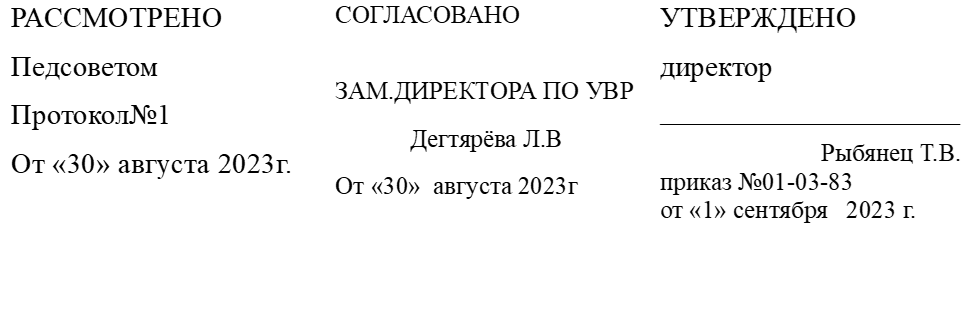 РАССМОТРЕНО
Педсоветом
Протокол№1
От «30» августа 2023г.
СОГЛАСОВАНО
ЗАМ.ДИРЕКТОРА ПО УВР
Дегтярёва Л.В
От «30» августа 2023г
УТВЕРЖДЕНО
директор
Рыбянец Т.В.
приказ №01-03-83
от «1» сентября 2023 г.